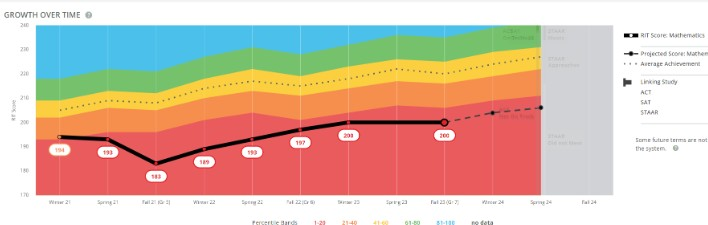 GROWTH OVER TIME
240
230
220
210
200
190
180
170
RIT Score
194
193
183
189
193
197
200
200
Winter 21
Spring 21
Fall 21 (Gr 5)
Winter 22
Spring 22
Fall 22 (Gr 6)
Winter 23
Spring 23
Fall 23 (Gr 7)
Winter 24
Spring 24
Fall 24
Percentile Bands 1-20 21-40 41-60 61-80 81-100 no data
RIT Score: Mathematics
Projected Score: Mathem
Average Achievement
Linking Study
ACT
SAT
STAAR
Some future terms are not
the system.